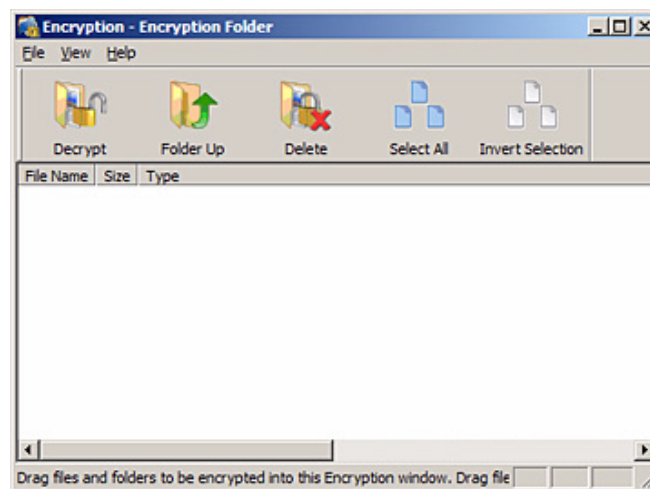 Encryption - Encryption Folder
File View Help
Decrypt Folder Up Delete Select All Invert Selection
File Name Size Type
Drag files and folders to be encrypted into this Encryption window. Drag file